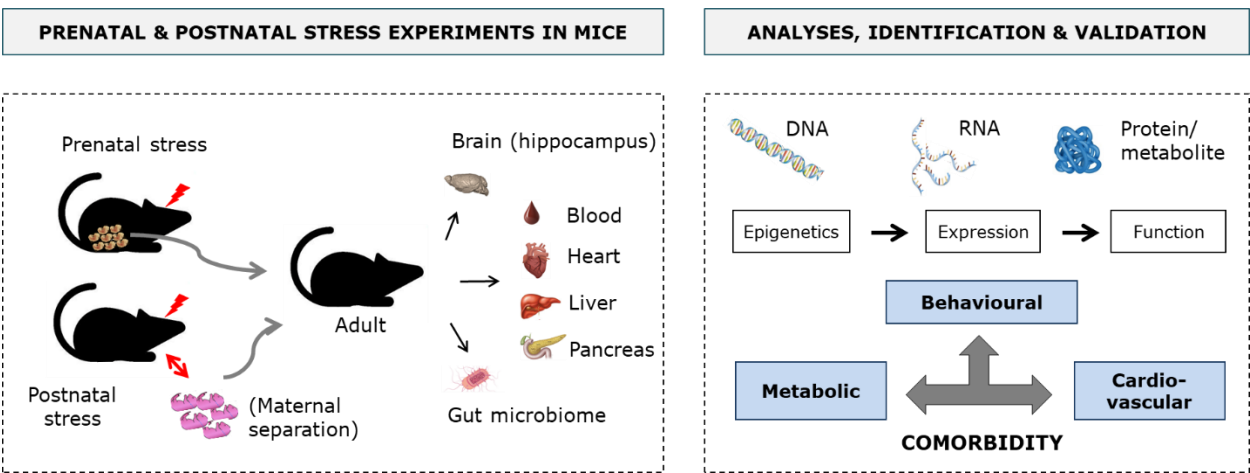 PRENATAL & POSTNATAL STRESS EXPERIMENTS IN MICE
Prenatal stress
Postnatal
stress
(Maternal
separation)
Adult
Brain (hippocampus)
Blood
Heart
Liver
Pancreas
Gut microbiome
ANALYSES, IDENTIFICATION & VALIDATION
DNA
RNA
Protein/
metabolite
Epigenetics
Expression
Function
Behavioural
Metabolic
Cardio-
vascular
COMORBIDITY